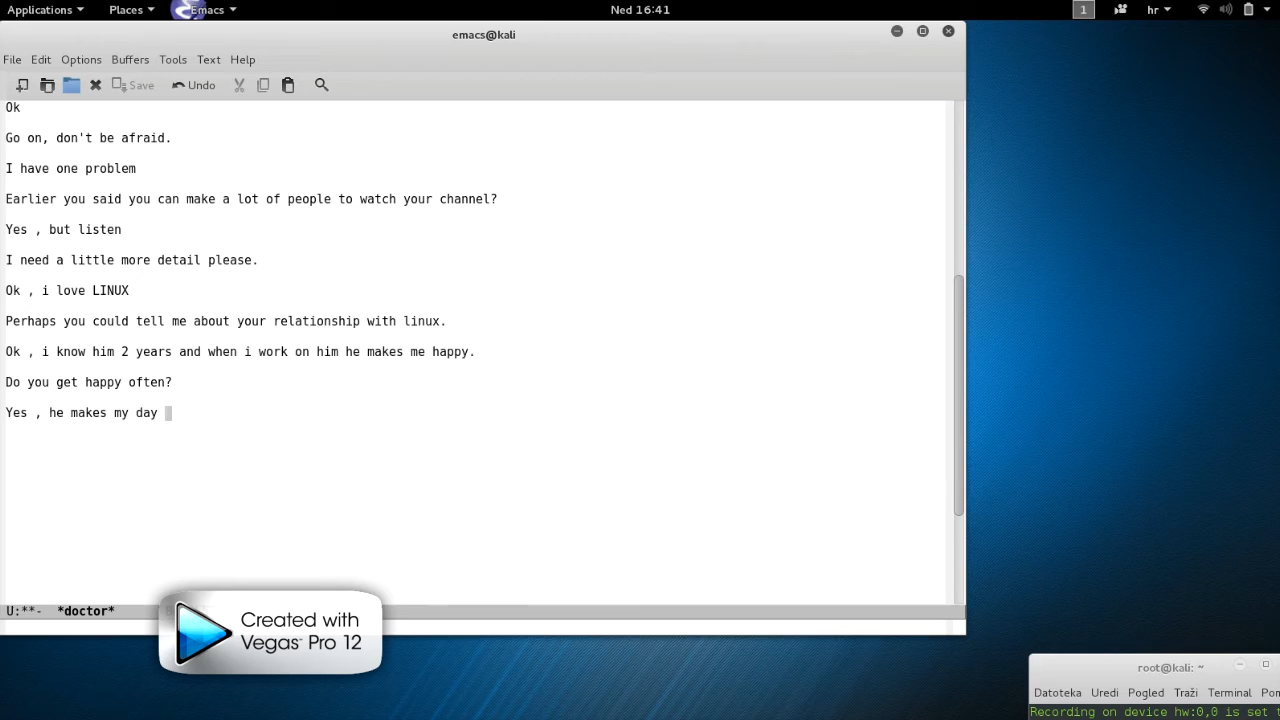 Applications Places Emacs Ned 16:41 1 hr
emacs@kali
File Edit Options Buffers Tools Text Help
Save Undo
Ok
Go on, don't be afraid.
I have one problem
Earlier you said you can make a lot of people to watch your channel?
Yes , but listen
I need a little more detail please.
Ok , i love LINUX
Perhaps you could tell me about your relationship with linux.
Ok , i know him 2 years and when i work on him he makes me happy.
Do you get happy often?
Yes , he makes my day
U:**- *doctor*
Created with
Vegas™ Pro 12
root@kali: ~
Datoteka Uredi Pogled Traži Terminal Pom
Recording on device hw:0,0 is set t